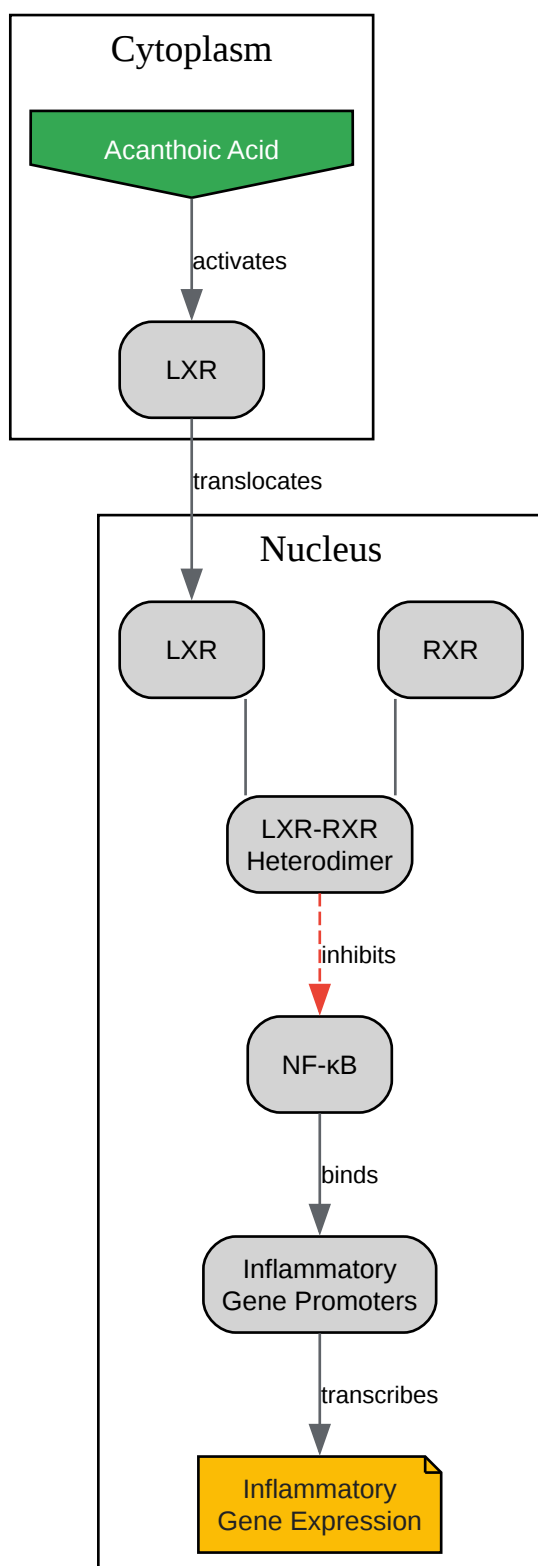 Cytoplasm
Acanthoic Acid
activates
LXR
translocates
Nucleus
LXR
RXR
LXR-RXR
Heterodimer
inhibits
NF-κB
binds
Inflammatory
Gene Promoters
transcribes
Inflammatory
Gene Expression